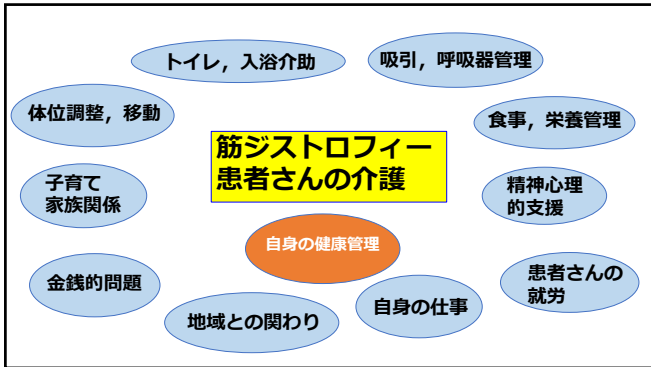 トイレ，入浴介助
吸引，呼吸器管理
体位調整，移動
食事，栄養管理
筋ジストロフィー
患者さんの介護
子育て
家族関係
精神心理
的支援
自身の健康管理
金銭的問題
患者さんの
就労
自身の仕事
地域との関わり